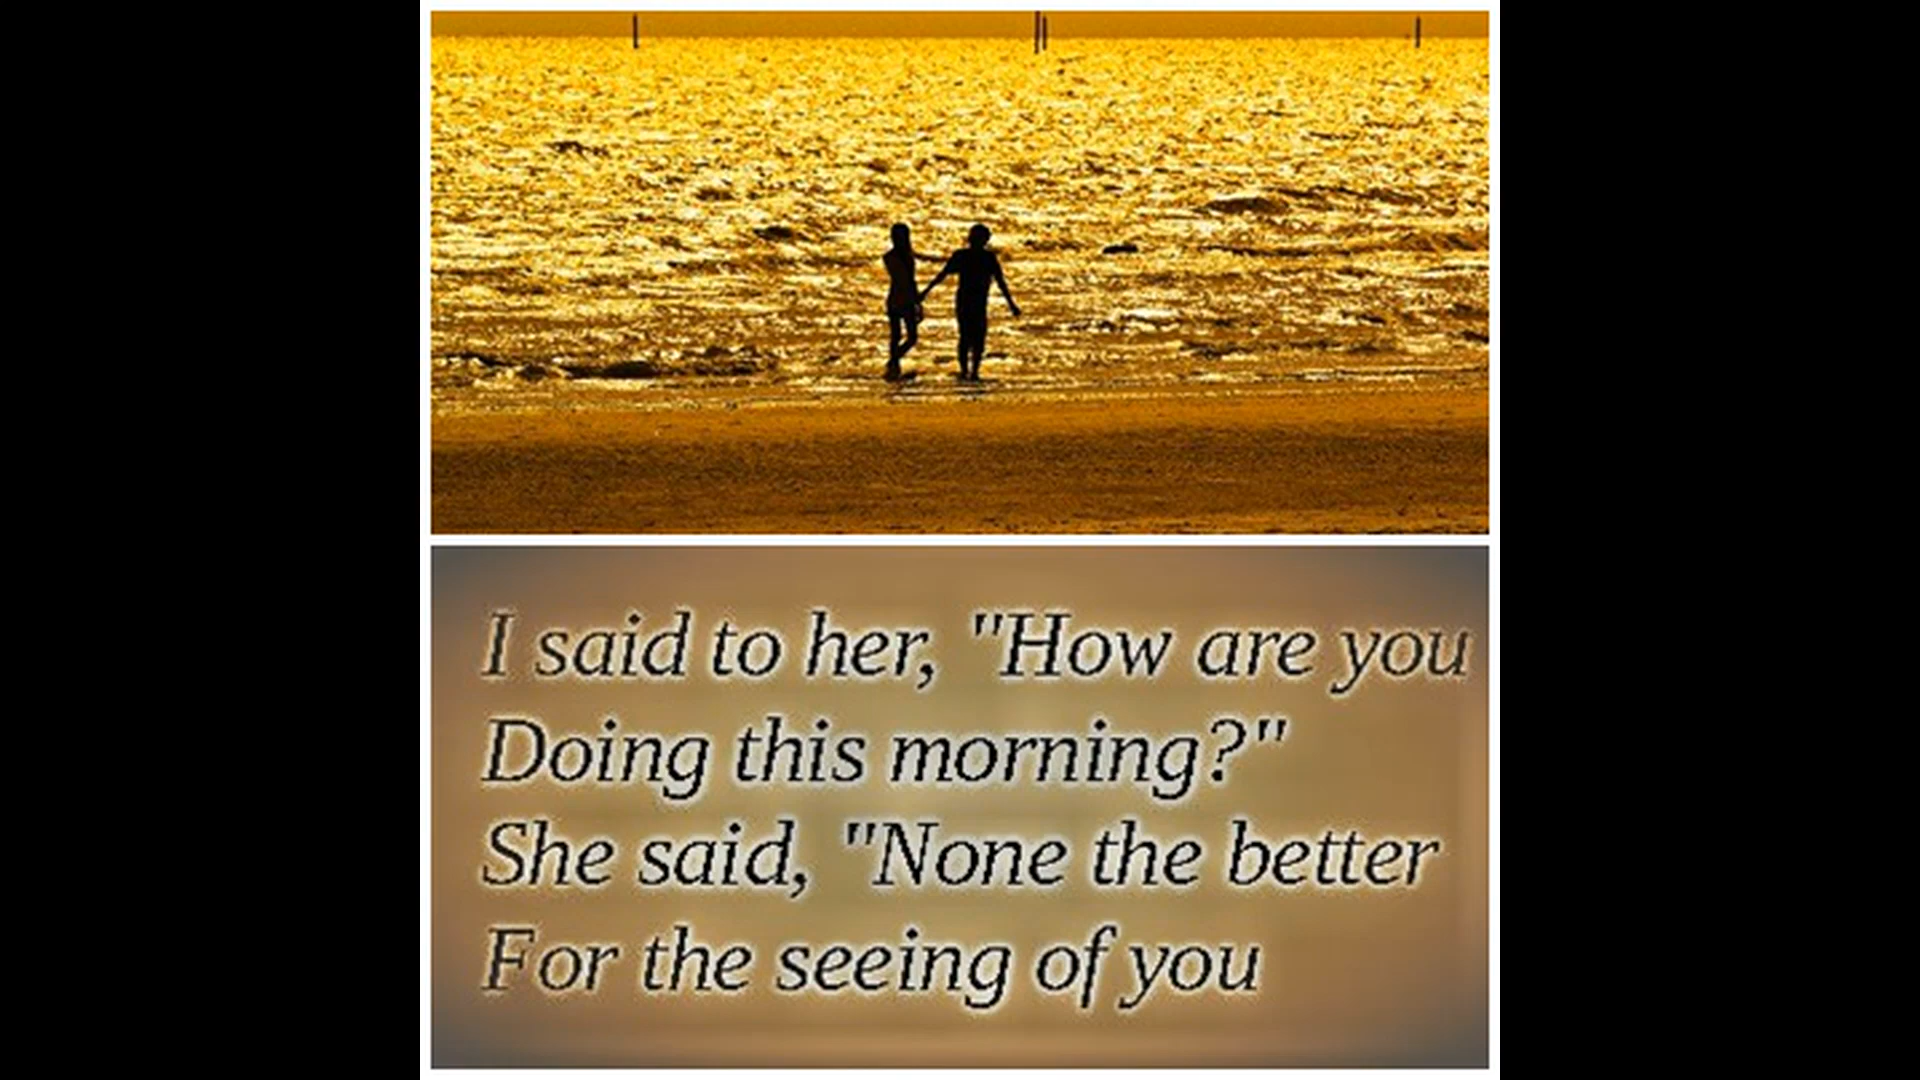 I said to her, "How are you
Doing this morning?"
She said, "None the better
For the seeing of you